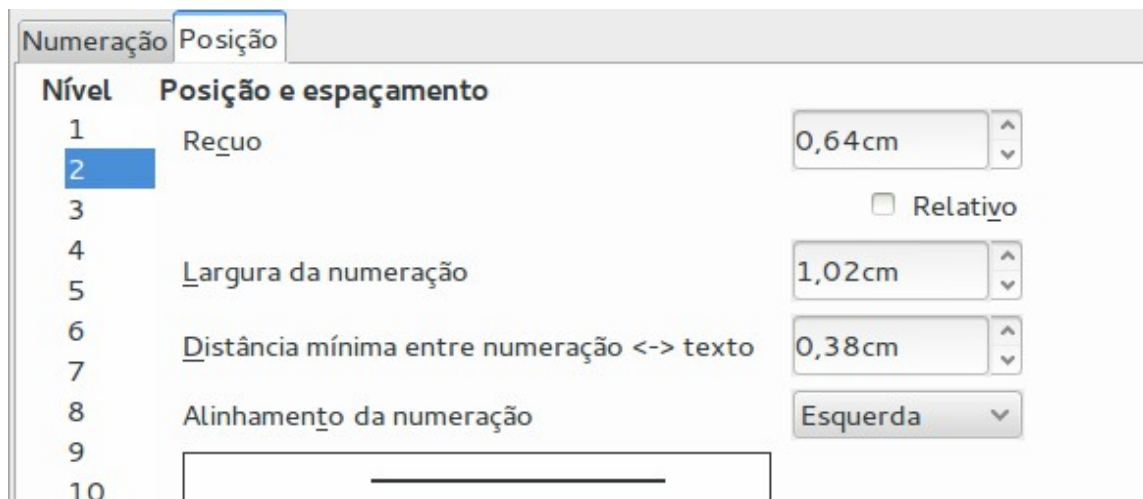 Numeração Posição
Nível Posição e espaçamento
1
Recuo 0,64cm
2
3 Relativo
4
Largura da numeração 1,02cm
5
6
Distância mínima entre numeração <-> texto 0,38cm
7
8 Alinhamento da numeração Esquerda
9
10